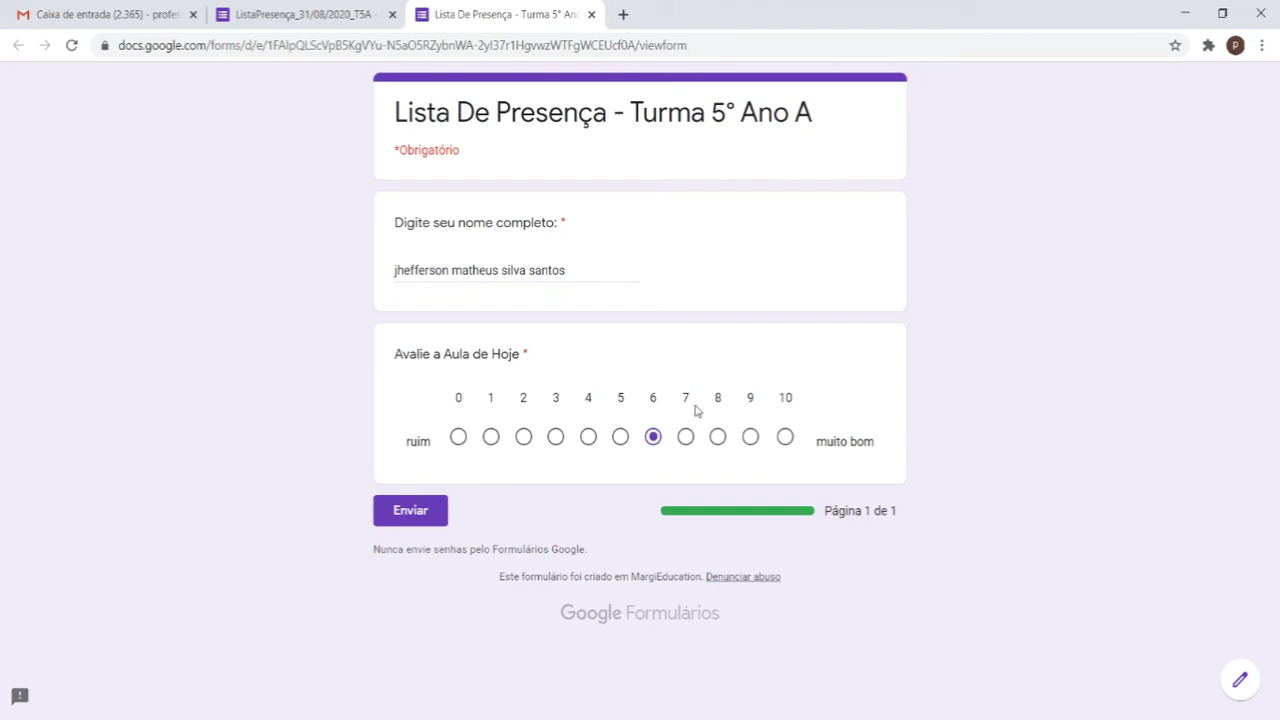 Caixa de entrada (2.365) - profes
ListaPresença_31/08/2020_T5A -
Lista De Presença - Turma 5° Anc
docs.google.com/forms/d/e/1FAIpQLScVpB5KgVYu-N5aO5RZybnWA-2yI37r1HgvwzWTFgWCEUcf0A/viewform
P
Lista De Presença - Turma 5° Ano A
*Obrigatório
Digite seu nome completo: *
jhefferson matheus silva santos
Avalie a Aula de Hoje *
0 1 2 3 4 5 6 7 8 9 10
ruim muito bom
Enviar
Página 1 de 1
Nunca envie senhas pelo Formulários Google.
Este formulário foi criado em MargiEducation. Denunciar abuso
Google Formulários